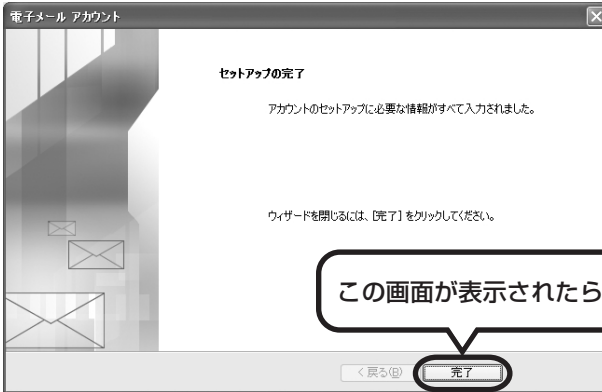 電子メール アカウント
セットアップの完了
アカウントのセットアップに必要な情報がすべて入力されました。
ウィザードを閉じるには、[完了] をクリックしてください。
この画面が表示されたら
< 戻る(B)
完了